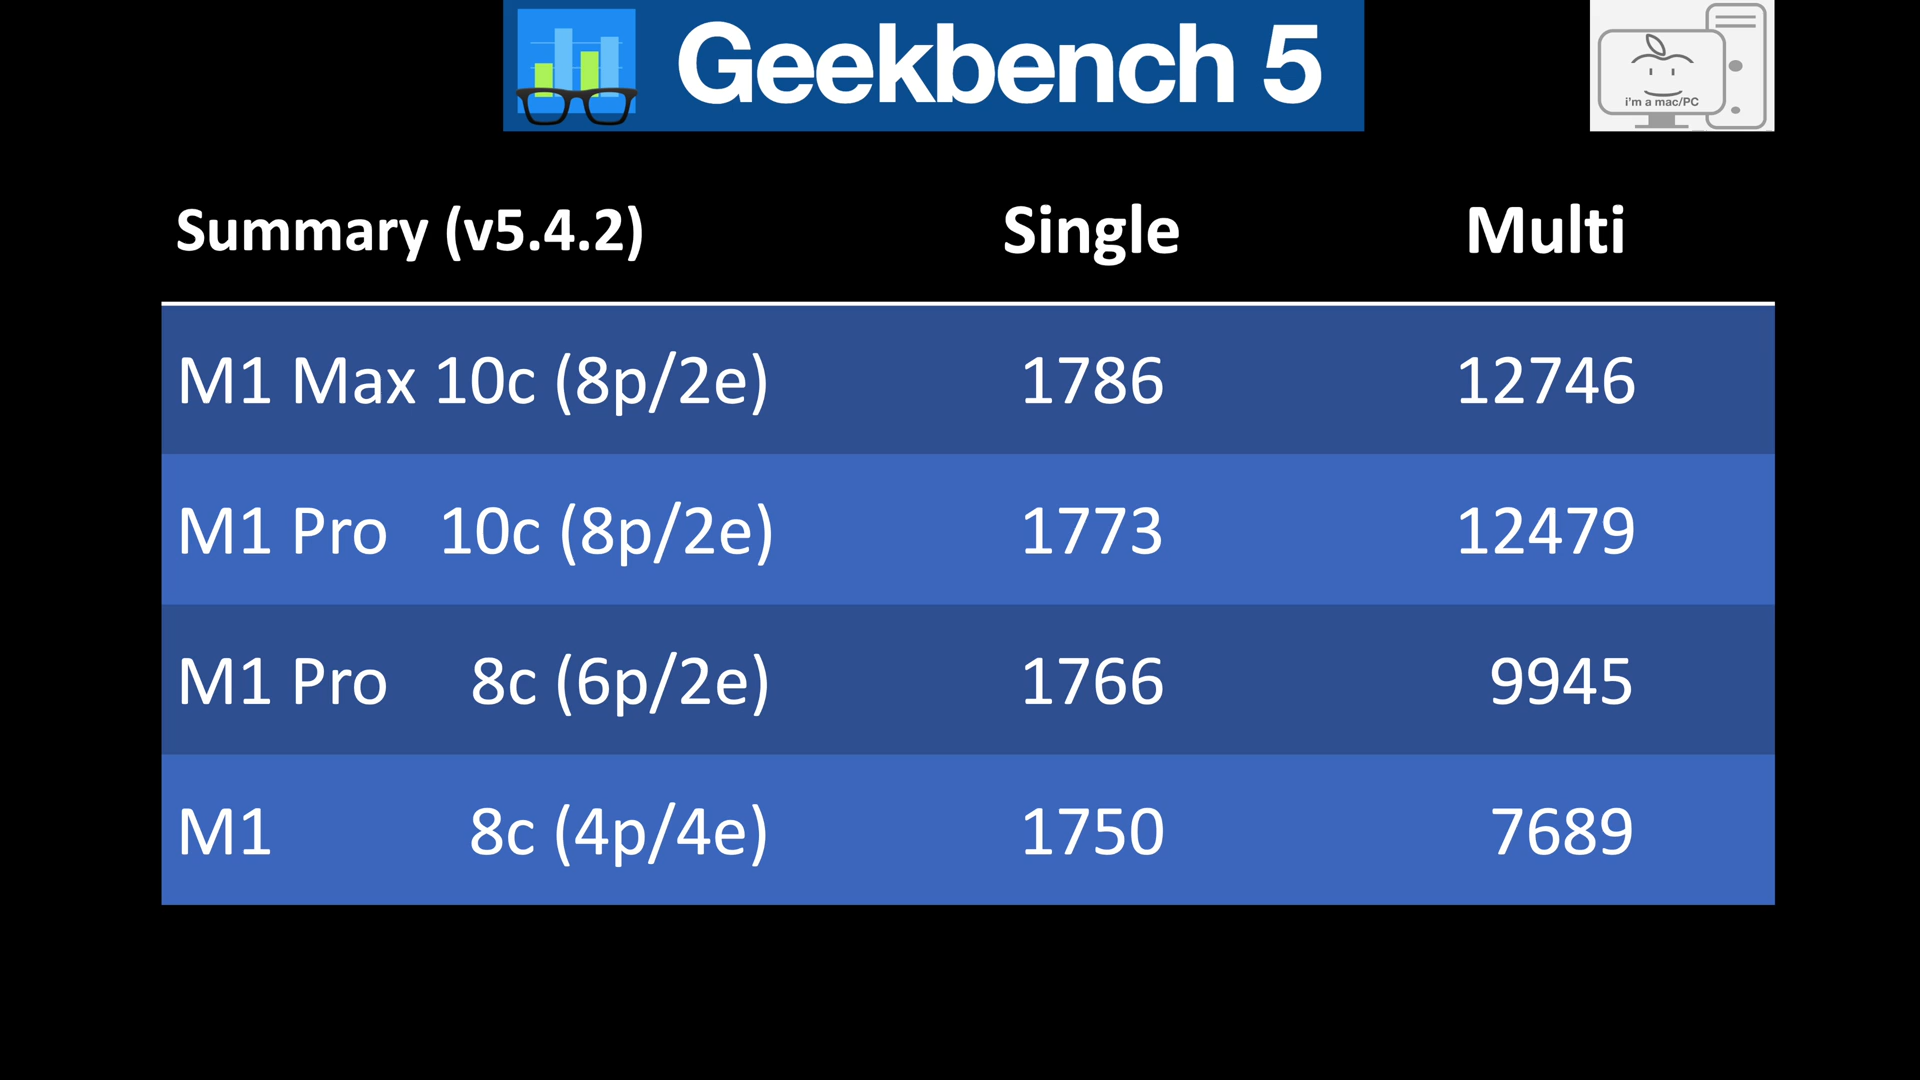 Geekbench 5
i'm a mac/PC
Summary (v5.4.2) Single Multi
M1 Max 10c (8p/2e) 1786 12746
M1 Pro 10c (8p/2e) 1773 12479
M1 Pro 8c (6p/2e) 1766 9945
M1 8c (4p/4e) 1750 7689